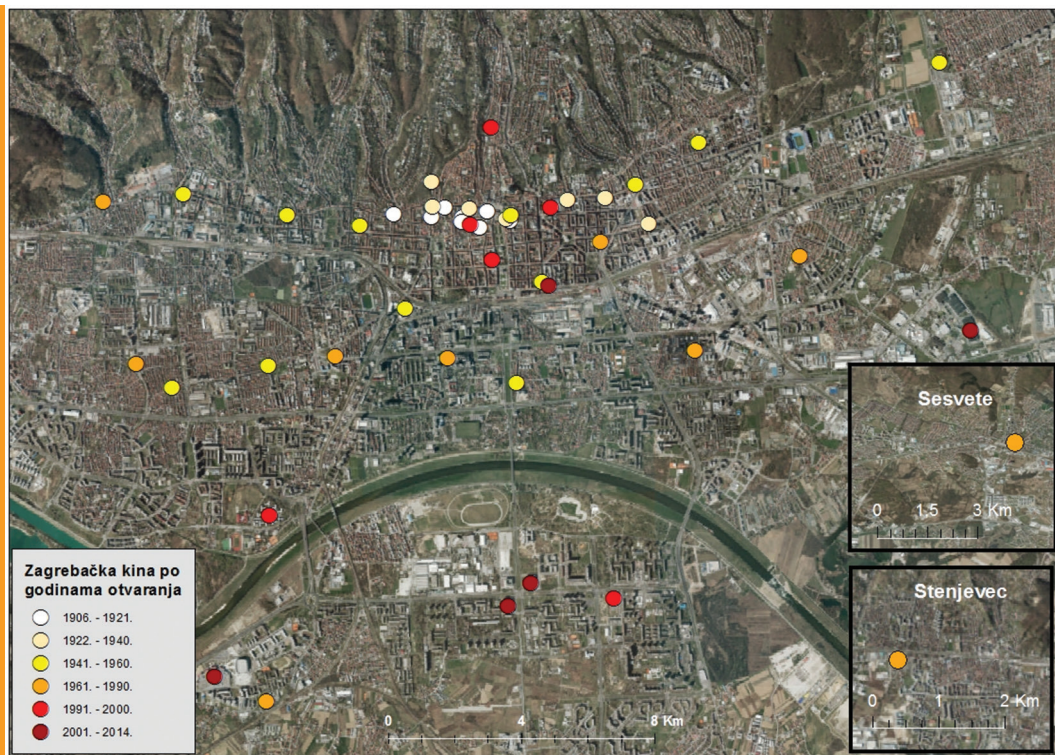 Sesvete
0 1.5 3 Km
Stenjevec
0 1 2 Km
Zagrebačka kina po
godinama otvaranja
1906. - 1921.
1922. - 1940.
1941. - 1960.
1961. - 1990.
1991. - 2000.
2001. - 2014.
0 4 8 Km